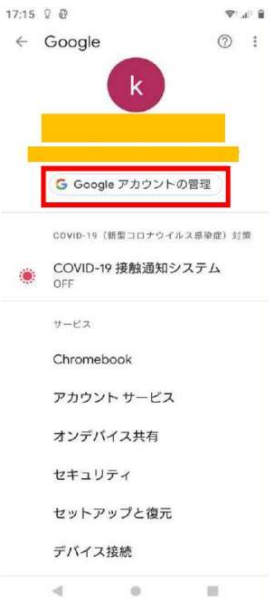 17:15
Google
k
G Google アカウントの管理
COVID-19（新型コロナウイルス感染症）対策
COVID-19 接触通知システム
OFF
サービス
Chromebook
アカウント サービス
オンデバイス共有
セキュリティ
セットアップと復元
デバイス接続